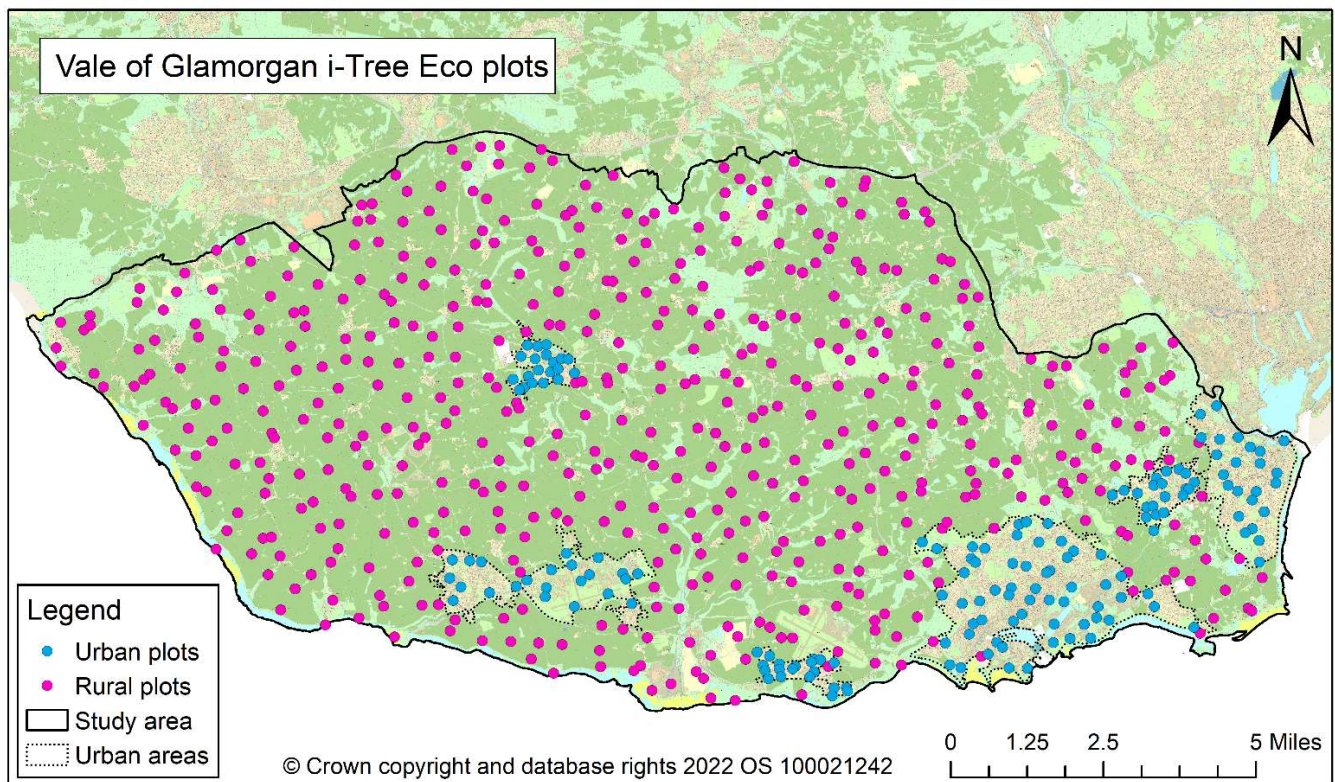 Vale of Glamorgan i-Tree Eco plots
N
Legend
Urban plots
Rural plots
Study area
Urban areas
© Crown copyright and database rights 2022 OS 100021242
0 1.25 2.5 5 Miles